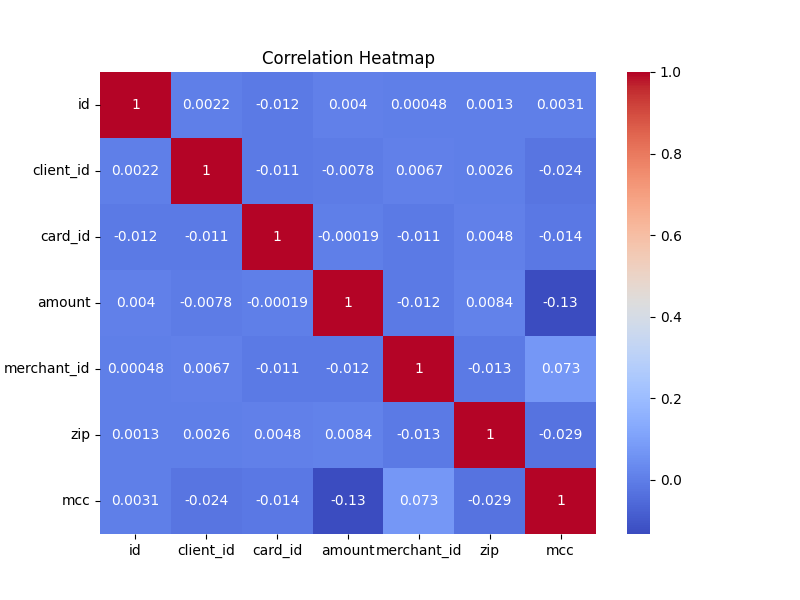 Correlation Heatmap
id 1 0.0022 -0.012 0.004 0.00048 0.0013 0.0031
client_id 0.0022 1 -0.011 -0.0078 0.0067 0.0026 -0.024
card_id -0.012 -0.011 1 -0.00019 -0.011 0.0048 -0.014
amount 0.004 -0.0078 -0.00019 1 -0.012 0.0084 -0.13
merchant_id 0.00048 0.0067 -0.011 -0.012 1 -0.013 0.073
zip 0.0013 0.0026 0.0048 0.0084 -0.013 1 -0.029
mcc 0.0031 -0.024 -0.014 -0.13 0.073 -0.029 1
id client_id card_id amount merchant_id zip mcc
1.0
0.8
0.6
0.4
0.2
0.0